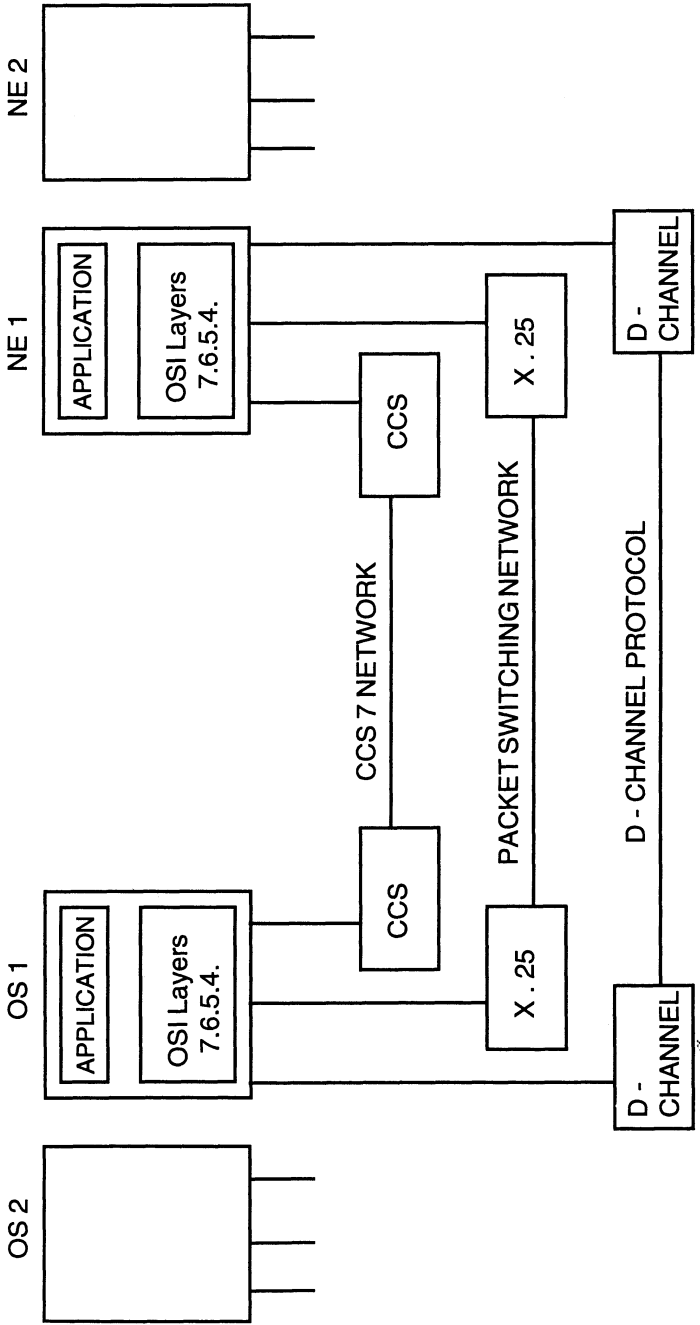 OS 2
OS 1
NE 1
NE 2
APPLICATION
OSI Layers
7.6.5.4.
APPLICATION
OSI Layers
7.6.5.4.
CCS
CCS 7 NETWORK
CCS
X . 25
PACKET SWITCHING NETWORK
X . 25
D -
CHANNEL
D - CHANNEL PROTOCOL
D -
CHANNEL